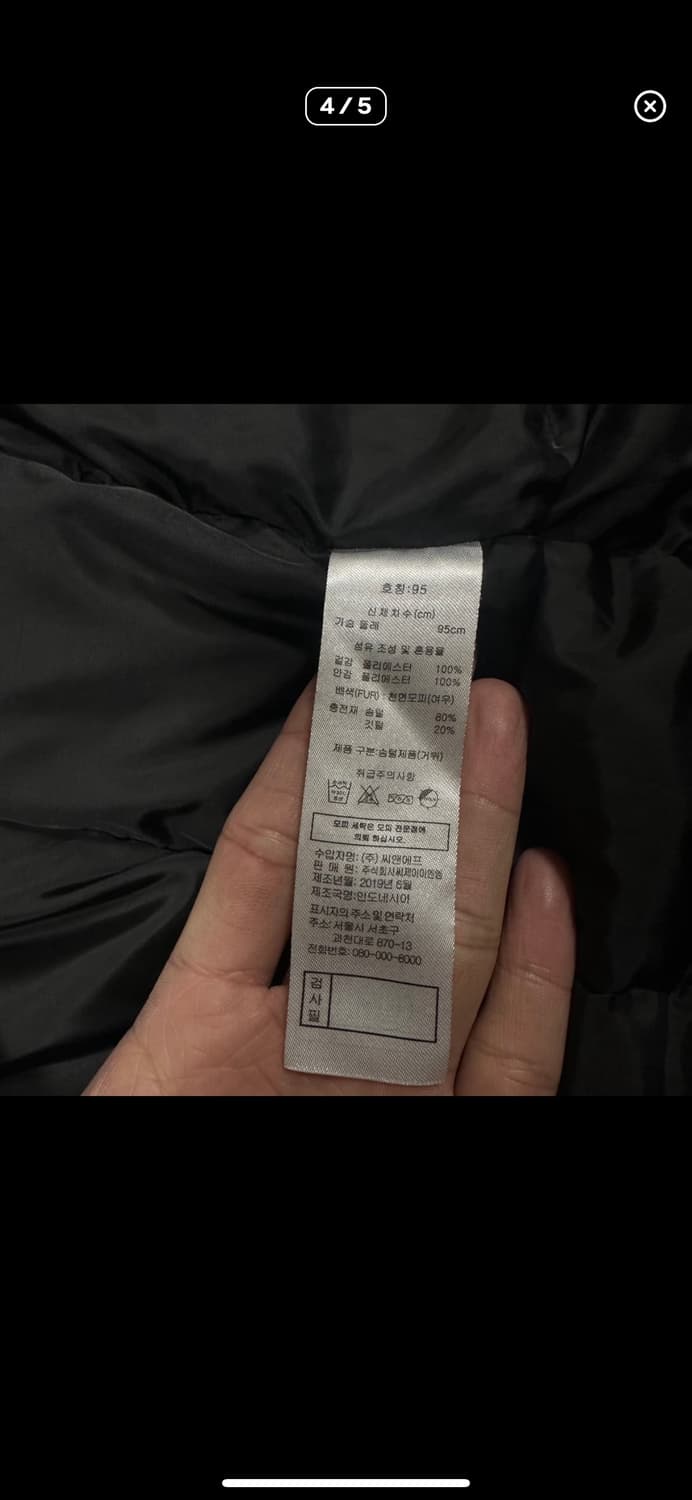 4/5
호칭:95
신체치수(cm)
가슴 둘레 95cm
섬유 조성 및 혼용율
겉감 폴리에스터 100%
안감 폴리에스터 100%
배색(FUR) : 천연모피(여우)
충전재 솜털 80%
깃털 20%
제품 구분:솜털제품(거위)
취급주의사항
모피 세탁은 모피 전문점에
의뢰 하십시오.
수입자명: (주) 씨앤에프
판 매 원: 주식회사씨제이이엔엠
제조년월: 2019년 6월
제조국명:인도네시아
표시자의 주소 및 연락처
주소: 서울시 서초구
과천대로 870-13
전화번호: 080-000-8000
검
사
필